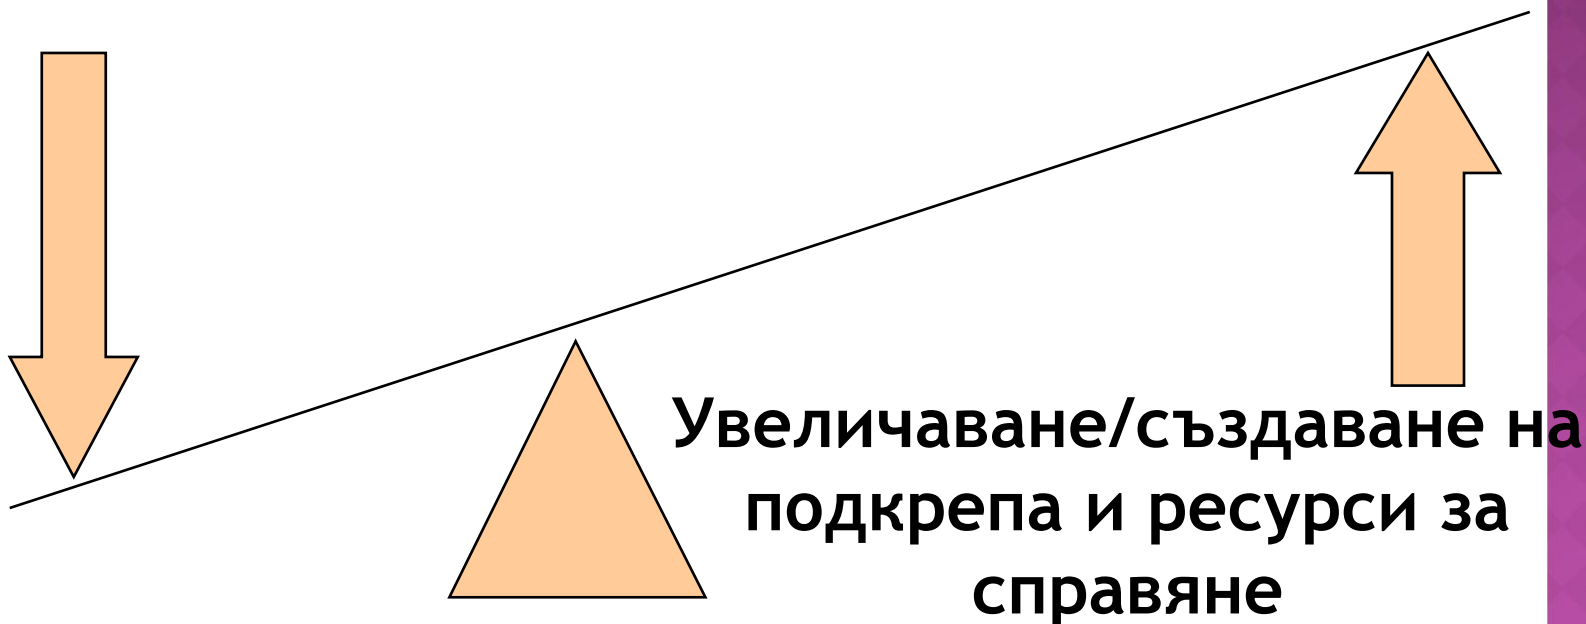 Увеличаване/създаване на
подкрепа и ресурси за
справяне